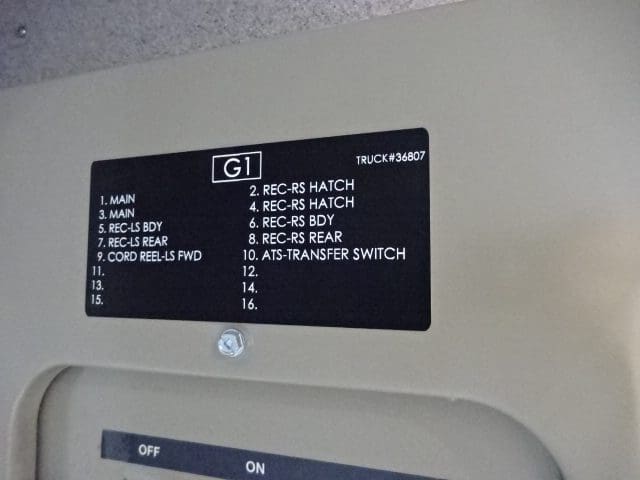 G1
TRUCK#36807
1. MAIN
2. REC-RS HATCH
3. MAIN
4. REC-RS HATCH
5. REC-LS BDY
6. REC-RS BDY
7. REC-LS REAR
8. REC-RS REAR
9. CORD REEL-LS FWD
10. ATS-TRANSFER SWITCH
11.
12.
13.
14.
15.
16.
OFF
ON